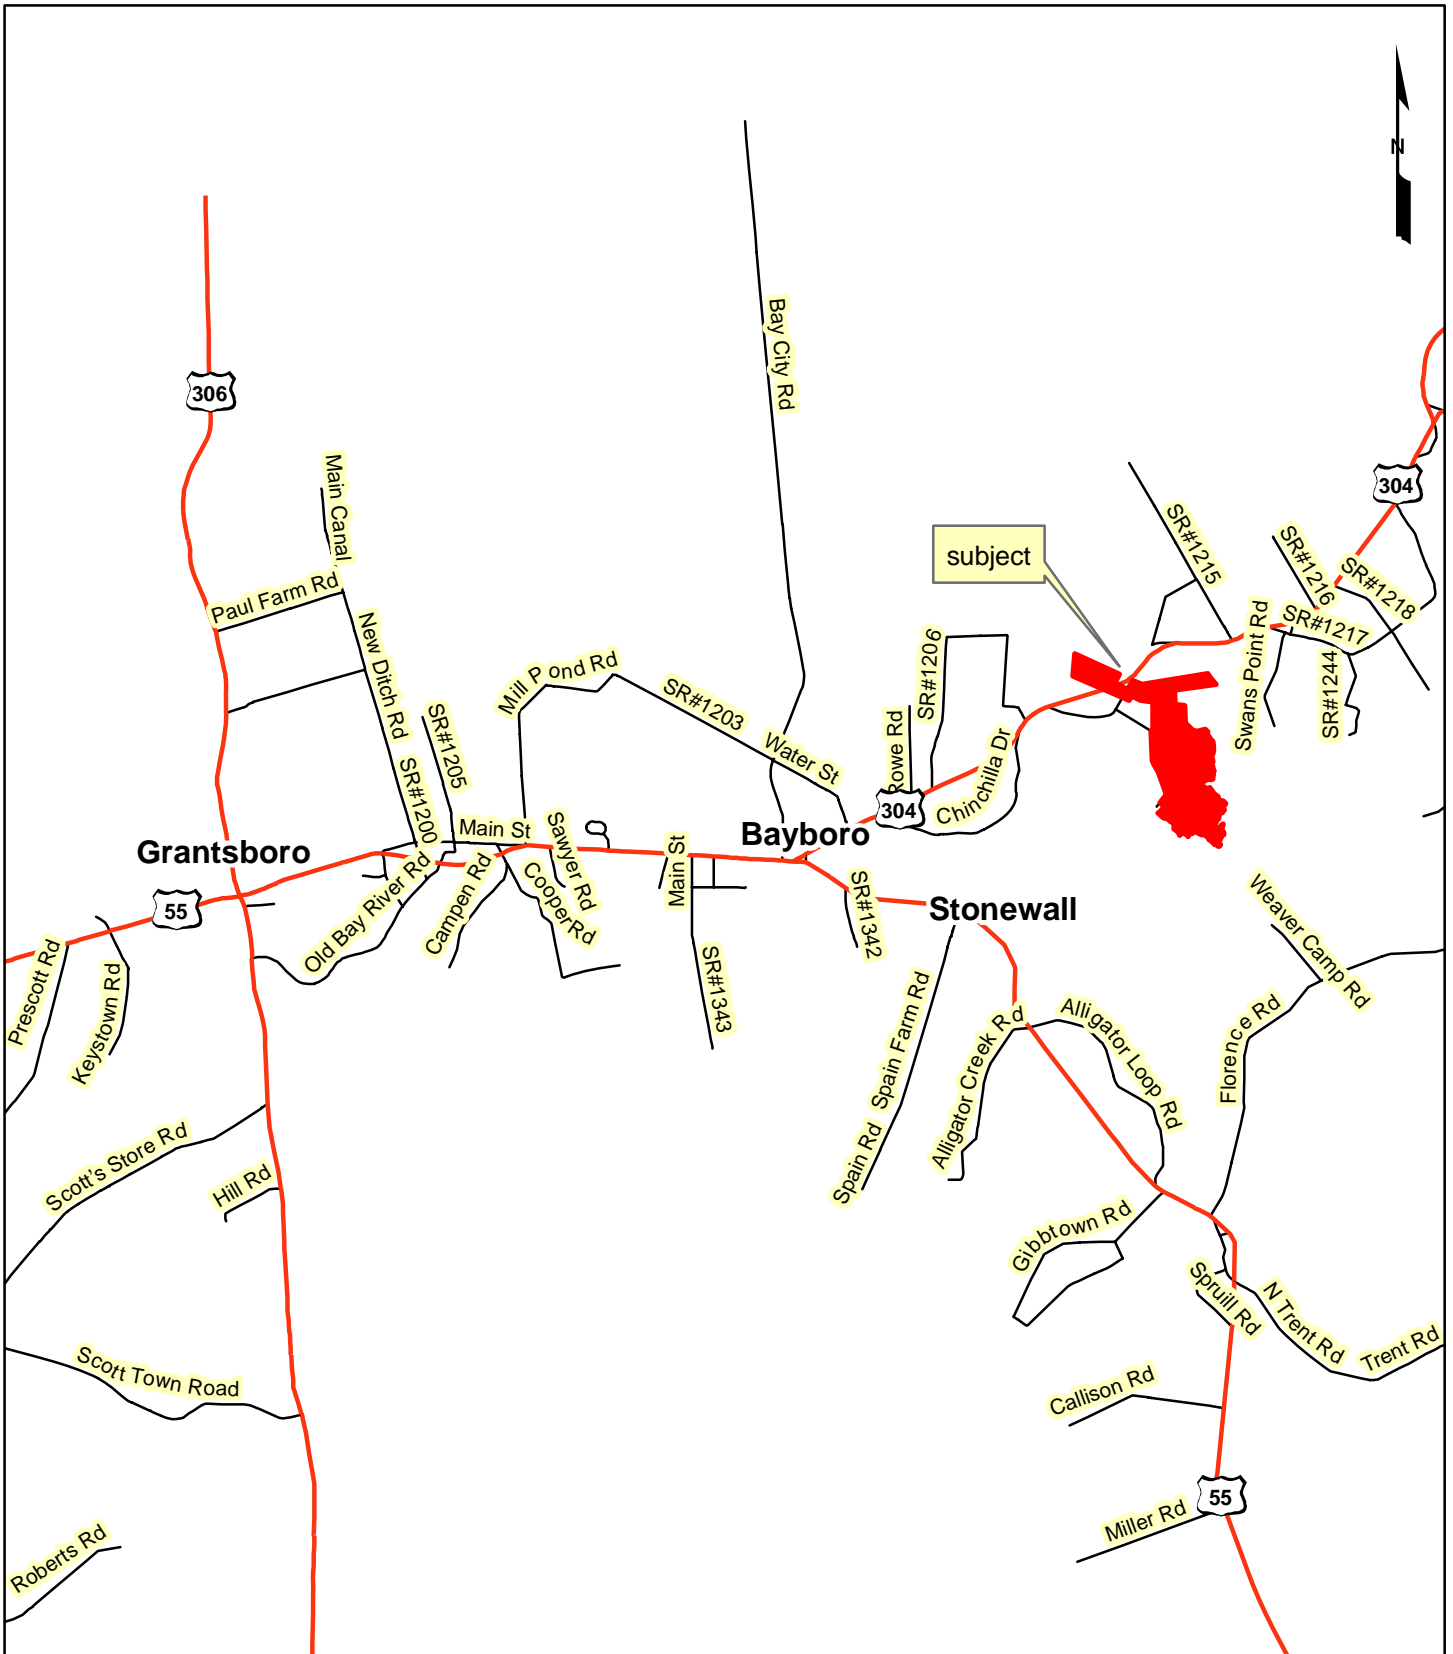 N
Bay City Rd
306
Main Canal
304
SR#1215
subject
SR#1216
SR#1218
Paul Farm Rd
SR#1217
Swans Point Rd
New Ditch Rd
Mill Pond Rd
SR#1206
SR#1244
SR#1203
SR#1205
Rowe Rd
Water St
Chinchilla Dr
SR#1200
304
Main St
Sawyer Rd
Bayboro
Grantsboro
Main St
Cooper Rd
Campen Rd
Old Bay River Rd
SR#1342
Stonewall
Weaver Camp Rd
55
Prescott Rd
Keystown Rd
SR#1343
Spain Farm Rd
Alligator Creek Rd
Alligator Loop Rd
Florence Rd
Scott's Store Rd
Spain Rd
Hill Rd
Gibbtown Rd
Spruill Rd
N Trent Rd
Trent Rd
Scott Town Road
Callison Rd
55
Miller Rd
Roberts Rd